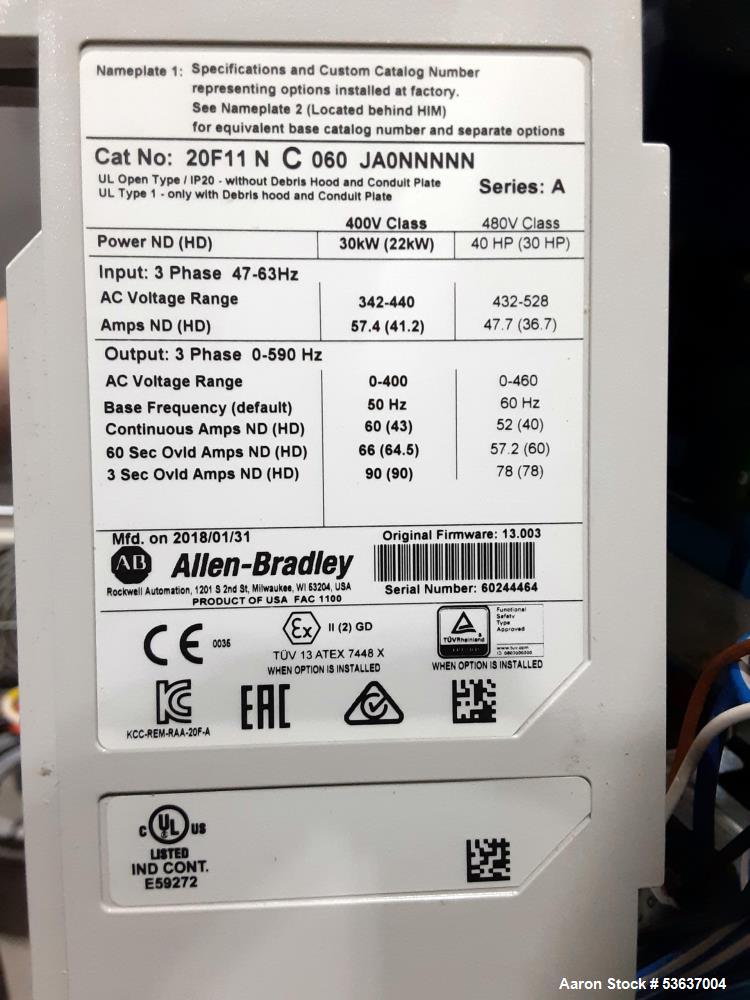 Nameplate 1: Specifications and Custom Catalog Number
representing options installed at factory.
See Nameplate 2 (Located behind HIM)
for equivalent base catalog number and separate options
Cat No: 20F11 N C 060 JA0NNNNN
UL Open Type / IP20 - without Debris Hood and Conduit Plate
UL Type 1 - only with Debris hood and Conduit Plate
Series: A
400V Class 480V Class
Power ND (HD) 30kW (22kW) 40 HP (30 HP)
Input: 3 Phase 47-63Hz
AC Voltage Range 342-440 432-528
Amps ND (HD) 57.4 (41.2) 47.7 (36.7)
Output: 3 Phase 0-590 Hz
AC Voltage Range 0-400 0-460
Base Frequency (default) 50 Hz 60 Hz
Continuous Amps ND (HD) 60 (43) 52 (40)
60 Sec Ovld Amps ND (HD) 66 (64.5) 57.2 (60)
3 Sec Ovld Amps ND (HD) 90 (90) 78 (78)
Mfd. on 2018/01/31 Original Firmware: 13.003
AB Allen-Bradley
Rockwell Automation, 1201 S 2nd St, Milwaukee, WI 53204, USA
PRODUCT OF USA FAC 1100
Serial Number: 60244464
CE 0035
Ex II (2) GD
TÜV 13 ATEX 7448 X
WHEN OPTION IS INSTALLED
TÜVRheinland
Functional
Safety
Type
Approved
www.tuv.com
WHEN OPTION IS INSTALLED
KC
KCC-REM-RAA-20F-A
EAC
C UL US
LISTED
IND CONT.
E59272
Aaron Stock # 53637004